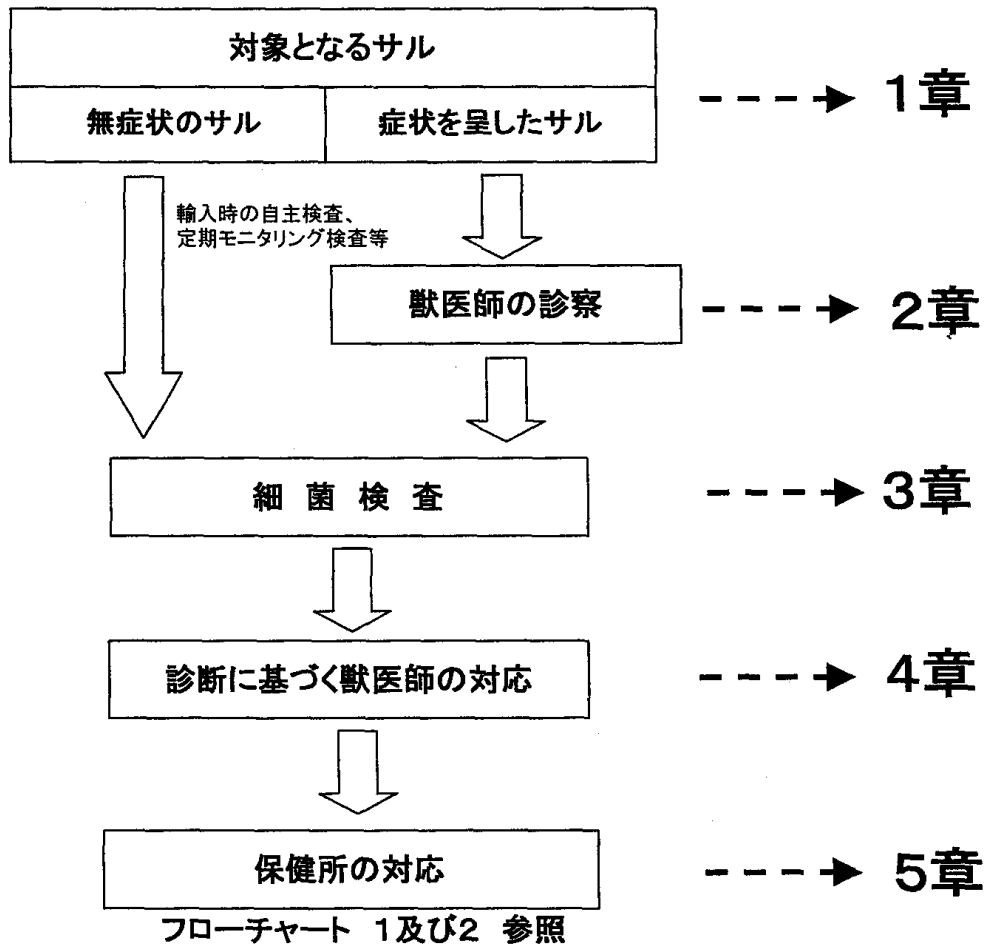 対象となるサル
無症状のサル 症状を呈したサル
1章
輸入時の自主検査、
定期モニタリング検査等
獣医師の診察
2章
細菌検査
3章
診断に基づく獣医師の対応
4章
保健所の対応
5章
フローチャート 1及び2 参照